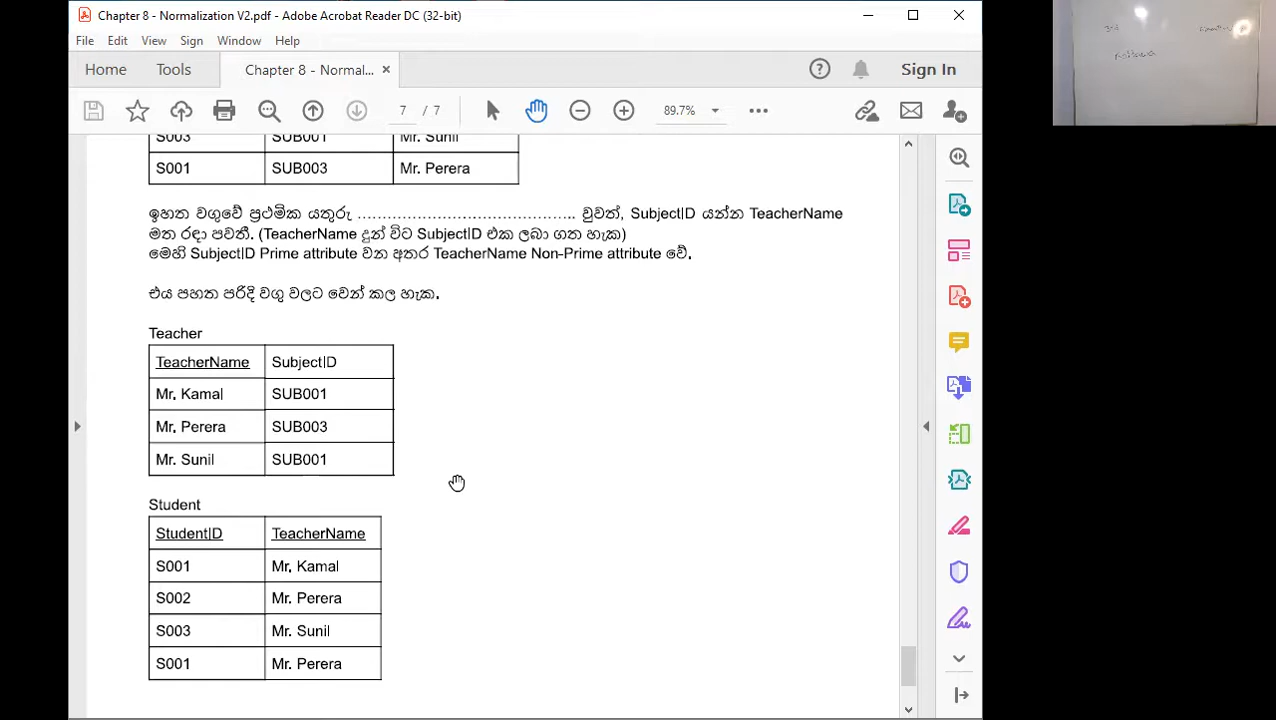 Chapter 8 - Normalization V2.pdf - Adobe Acrobat Reader DC (32-bit)
File Edit View Sign Window Help
Home Tools Chapter 8 - Normal... Sign In
7 / 7 89.7%
S003 SUB001 Mr. Sunil
S001 SUB003 Mr. Perera
ඉහත වගුවේ ප්‍රථමික යතුරු ……………………………………….. වුවත්, SubjectID යන්න TeacherName
මත රඳා පවතී. (TeacherName දුන් විට SubjectID එක ලබා ගත හැක)
මෙහි SubjectID Prime attribute වන අතර TeacherName Non-Prime attribute වේ.
එය පහත පරිදි වගු වලට වෙන් කල හැක.
Teacher
TeacherName SubjectID
Mr. Kamal SUB001
Mr. Perera SUB003
Mr. Sunil SUB001
Student
StudentID TeacherName
S001 Mr. Kamal
S002 Mr. Perera
S003 Mr. Sunil
S001 Mr. Perera